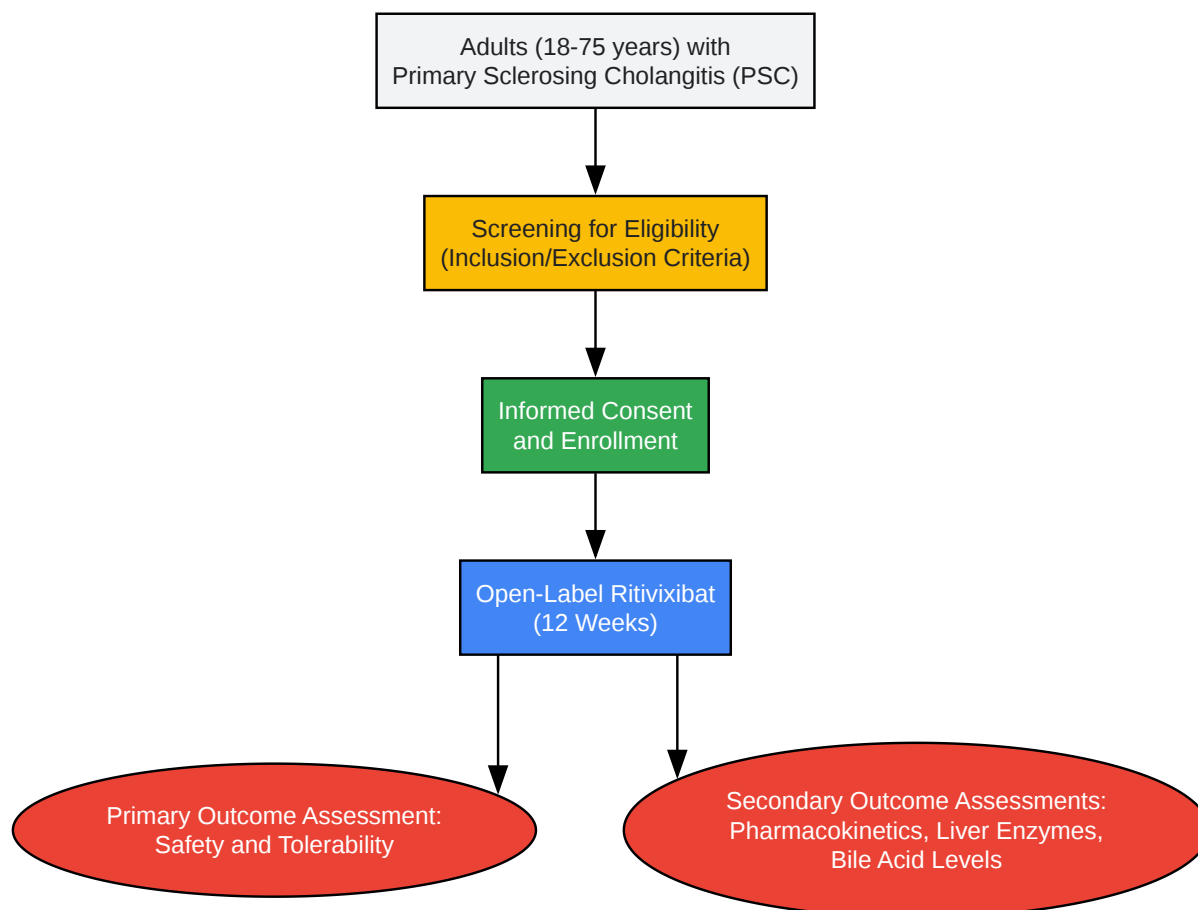 Adults (18-75 years) with
Primary Sclerosing Cholangitis (PSC)
Screening for Eligibility
(Inclusion/Exclusion Criteria)
Informed Consent
and Enrollment
Open-Label Ritivixibat
(12 Weeks)
Primary Outcome Assessment:
Safety and Tolerability
Secondary Outcome Assessments:
Pharmacokinetics, Liver Enzymes,
Bile Acid Levels